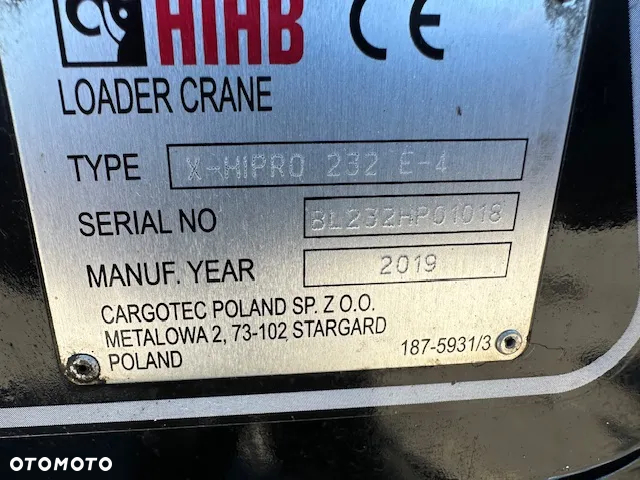 HIAB CE
LOADER CRANE
TYPE X-HIPRO 232 E-4
SERIAL NO BL232HP01018
MANUF. YEAR 2019
CARGOTEC POLAND SP. Z O.O.
METALOWA 2, 73-102 STARGARD
POLAND 187-5931/3
OTOMOTO